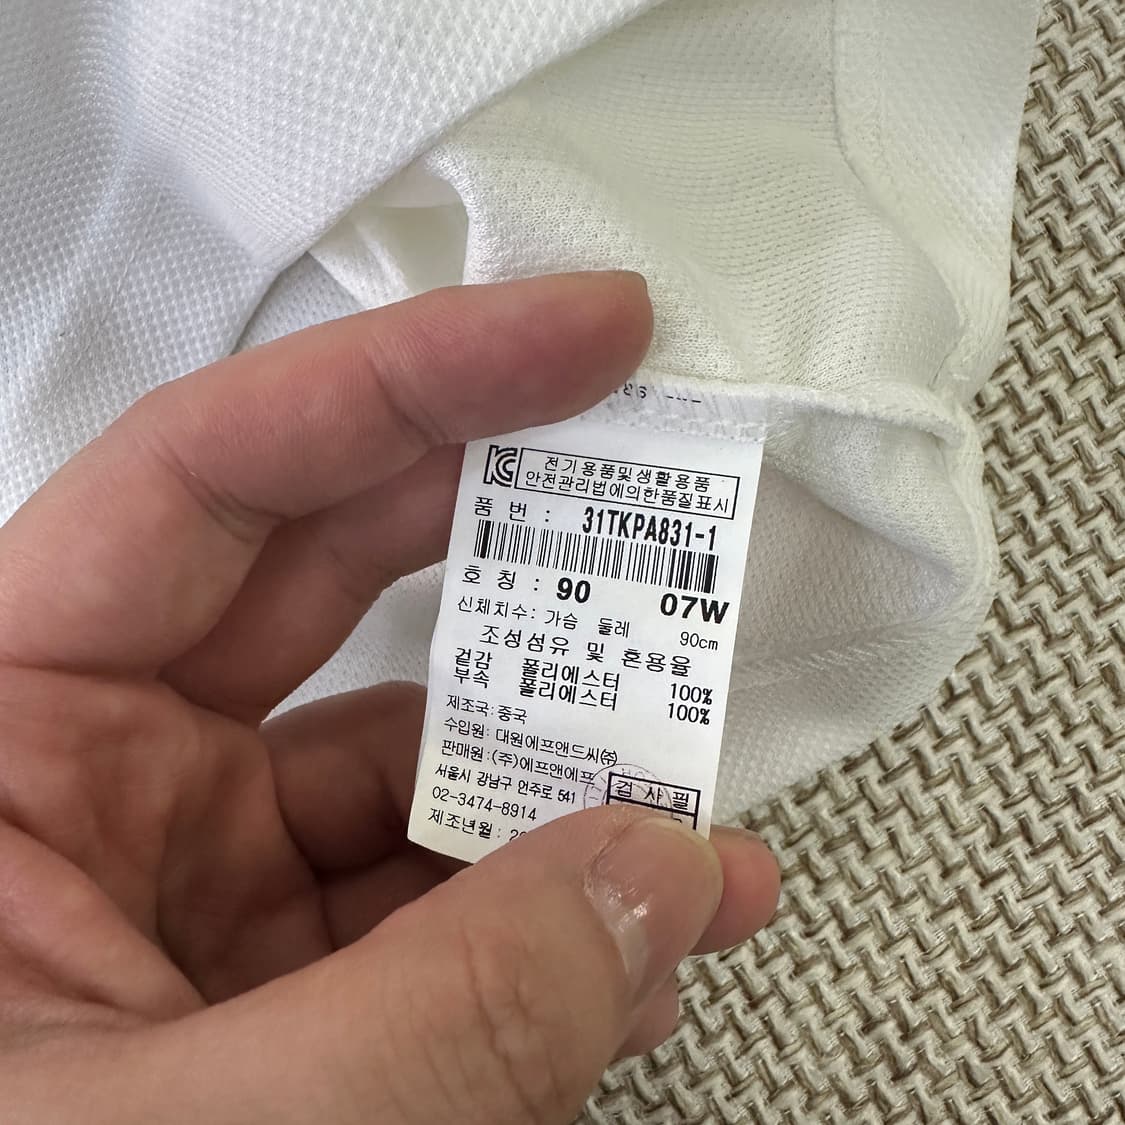 전기용품및생활용품
안전관리법에의한품질표시
품 번 : 31TKPA831-1
호 칭 : 90 07W
신체치수: 가슴 둘레 90cm
조성섬유 및 혼용율
겉감 폴리에스터 100%
부속 폴리에스터 100%
제조국: 중국
수입원: 대원에프앤드씨㈜
판매원:(주)에프앤에프
서울시 강남구 언주로 541
02-3474-8914
제조년월:
검 사 필